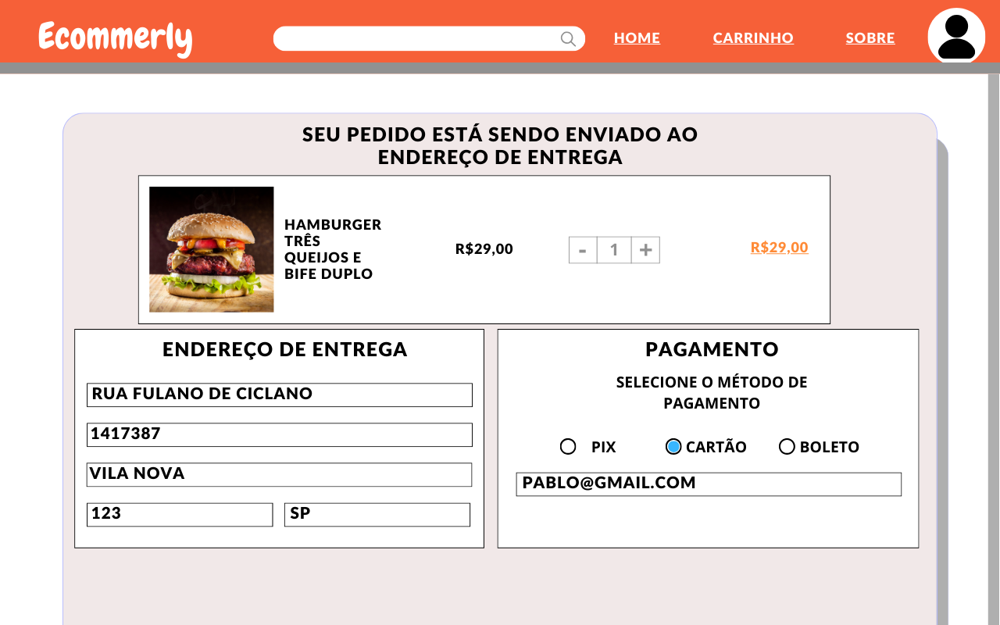 Ecommerly
HOME
CARRINHO
SOBRE
SEU PEDIDO ESTÁ SENDO ENVIADO AO
ENDEREÇO DE ENTREGA
HAMBURGER
TRÊS
QUEIJOS E
BIFE DUPLO
R$29,00
- 1 +
R$29,00
ENDEREÇO DE ENTREGA
RUA FULANO DE CICLANO
1417387
VILA NOVA
123
SP
PAGAMENTO
SELECIONE O MÉTODO DE
PAGAMENTO
PIX
CARTÃO
BOLETO
PABLO@GMAIL.COM